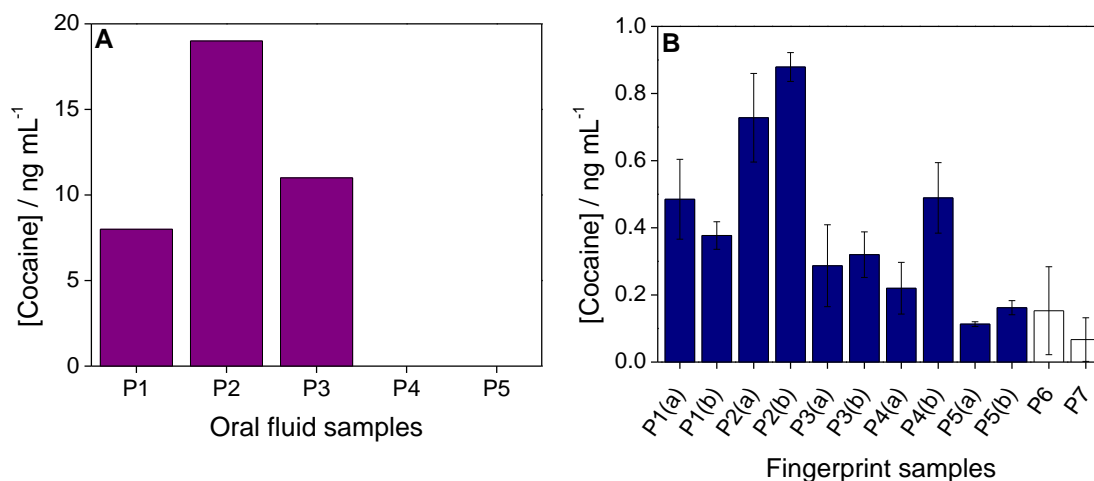 A
[Cocaine] / ng mL⁻¹
20
15
10
5
0
P1 P2 P3 P4 P5
Oral fluid samples
B
[Cocaine] / ng mL⁻¹
1.0
0.8
0.6
0.4
0.2
0.0
P1(a) P1(b) P2(a) P2(b) P3(a) P3(b) P4(a) P4(b) P5(a) P5(b) P6 P7
Fingerprint samples